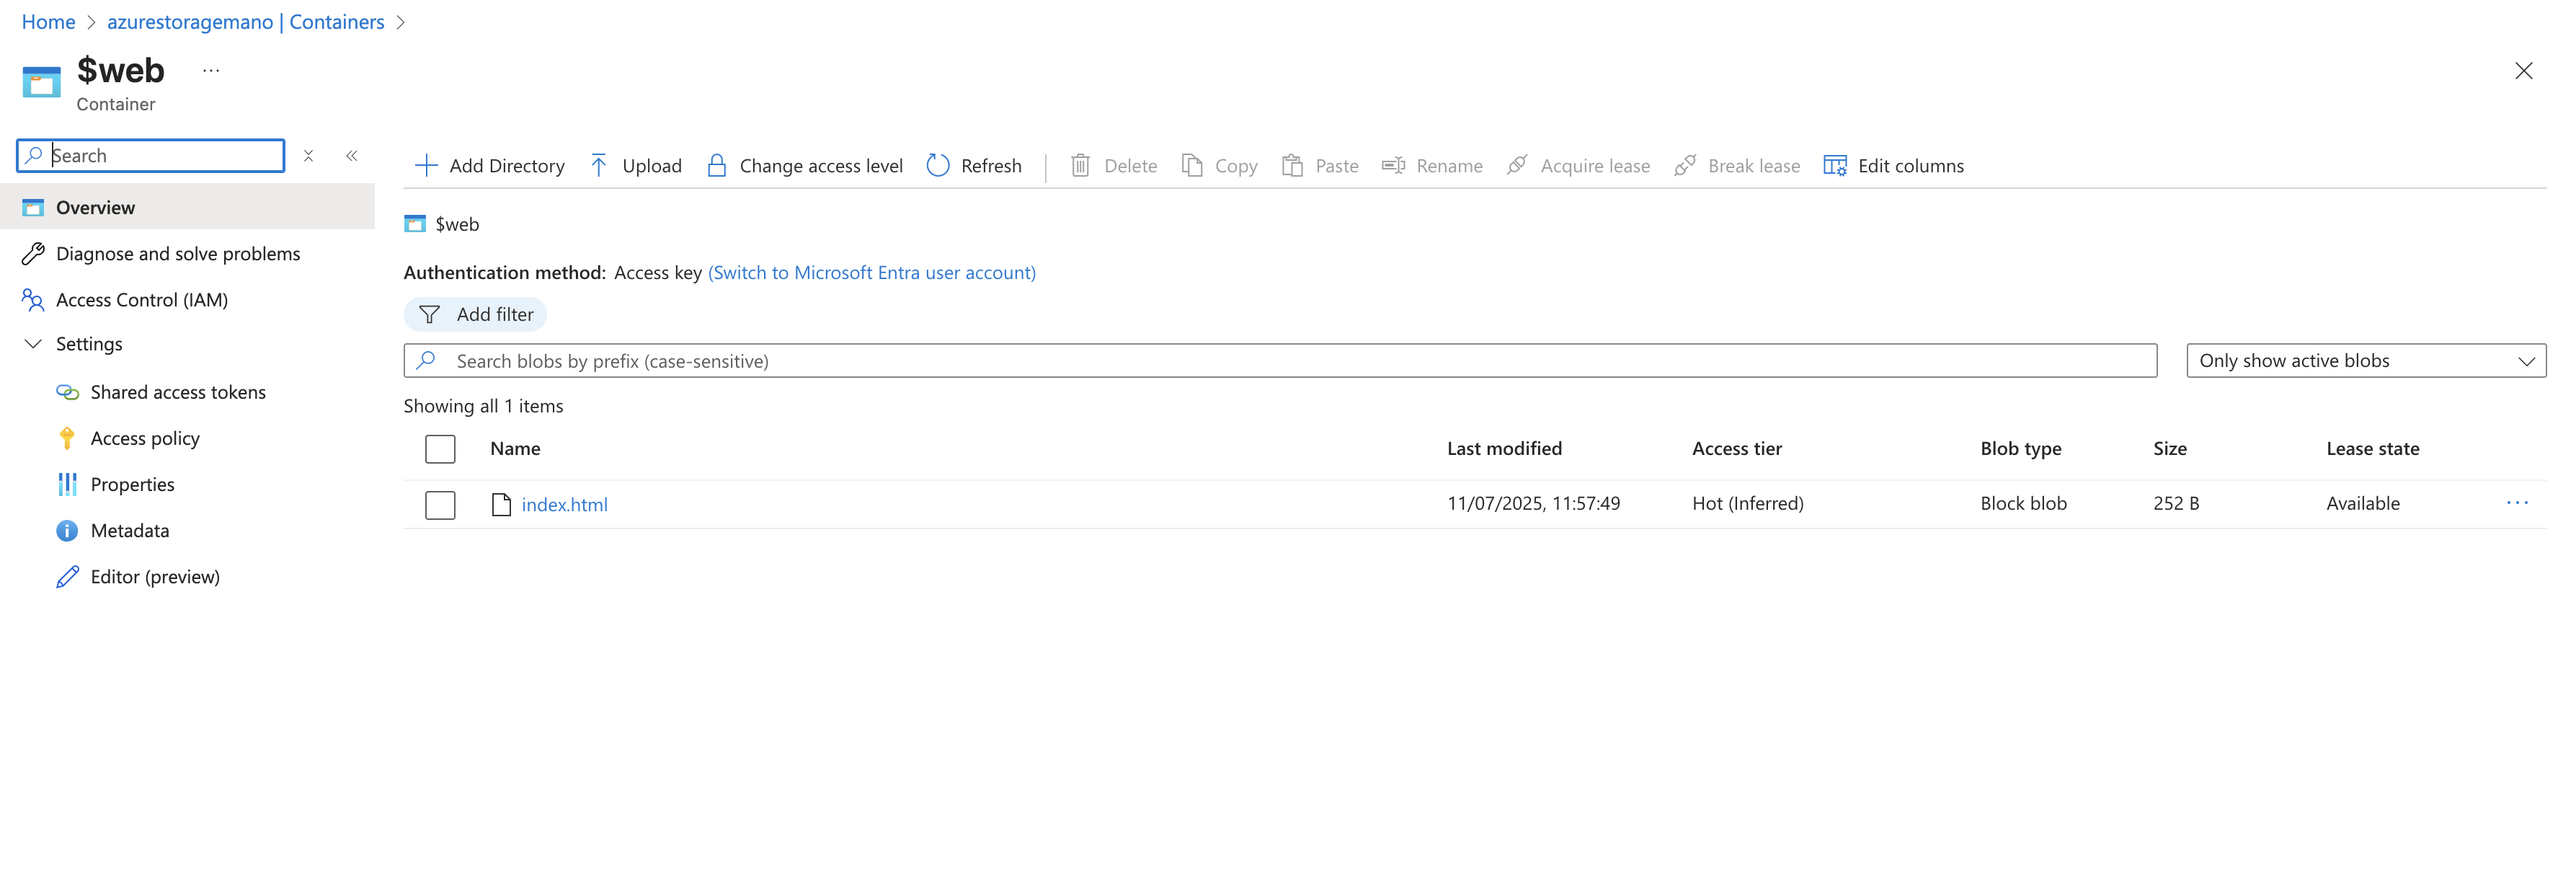 Home > azurestoragemano | Containers >
$web ...
Container
Search
Overview
Diagnose and solve problems
Access Control (IAM)
Settings
Shared access tokens
Access policy
Properties
Metadata
Editor (preview)
Add Directory Upload Change access level Refresh Delete Copy Paste Rename Acquire lease Break lease Edit columns
$web
Authentication method: Access key (Switch to Microsoft Entra user account)
Add filter
Search blobs by prefix (case-sensitive) Only show active blobs
Showing all 1 items
Name Last modified Access tier Blob type Size Lease state
index.html 11/07/2025, 11:57:49 Hot (Inferred) Block blob 252 B Available ...